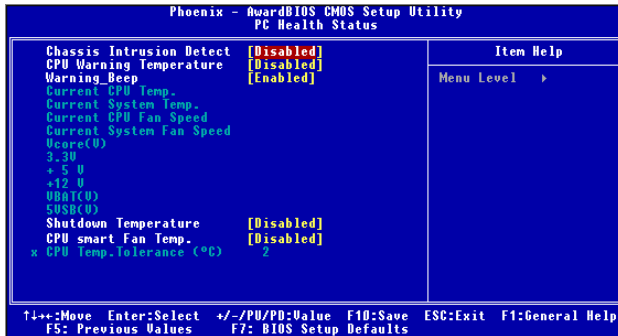 Phoenix - AwardBIOS CMOS Setup Utility
PC Health Status
Chassis Intrusion Detect [Disabled]
Item Help
CPU Warning Temperature [Disabled]
Warning_Beep [Enabled]
Menu Level ▸
Current CPU Temp.
Current System Temp.
Current CPU Fan Speed
Current System Fan Speed
Vcore(V)
3.3V
+ 5 V
+12 V
VBAT(V)
5VSB(V)
Shutdown Temperature [Disabled]
CPU smart Fan Temp. [Disabled]
x CPU Temp.Tolerance (ºC) 2
↑↓→←:Move Enter:Select +/-/PU/PD:Value F10:Save ESC:Exit F1:General Help
F5: Previous Values F7: BIOS Setup Defaults